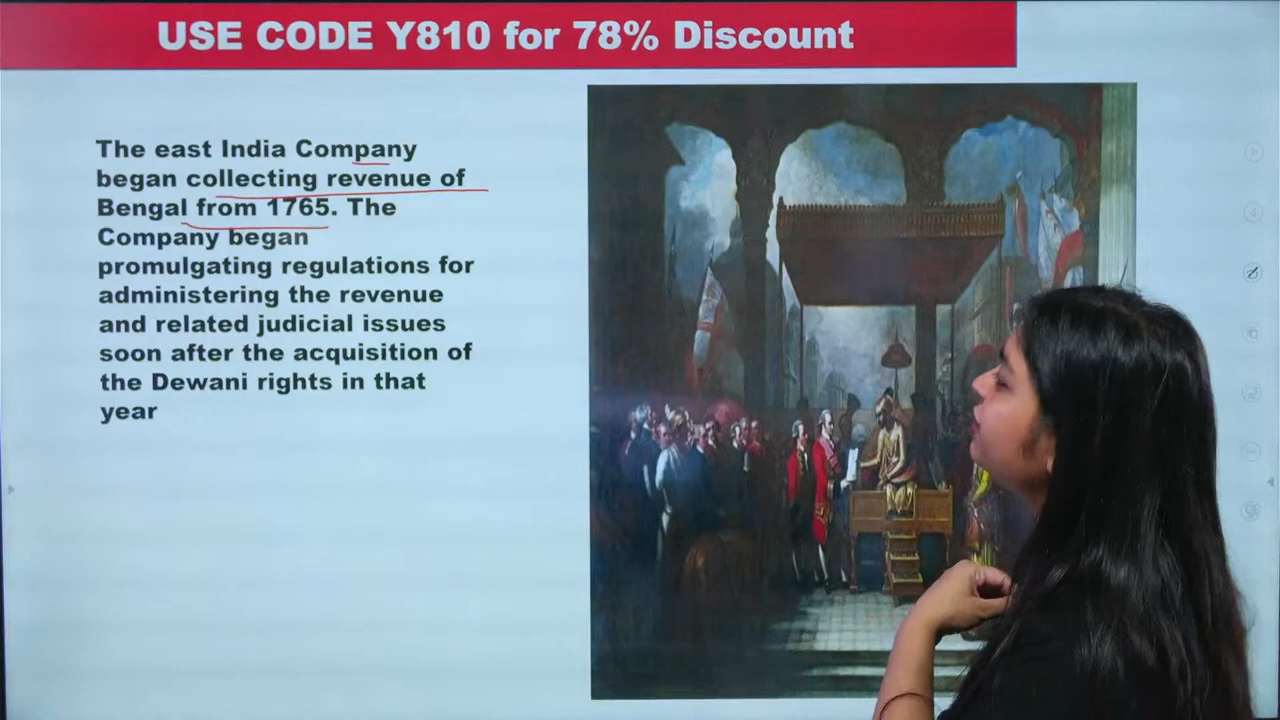 USE CODE Y810 for 78% Discount
The east India Company
began collecting revenue of
Bengal from 1765. The
Company began
promulgating regulations for
administering the revenue
and related judicial issues
soon after the acquisition of
the Dewani rights in that
year